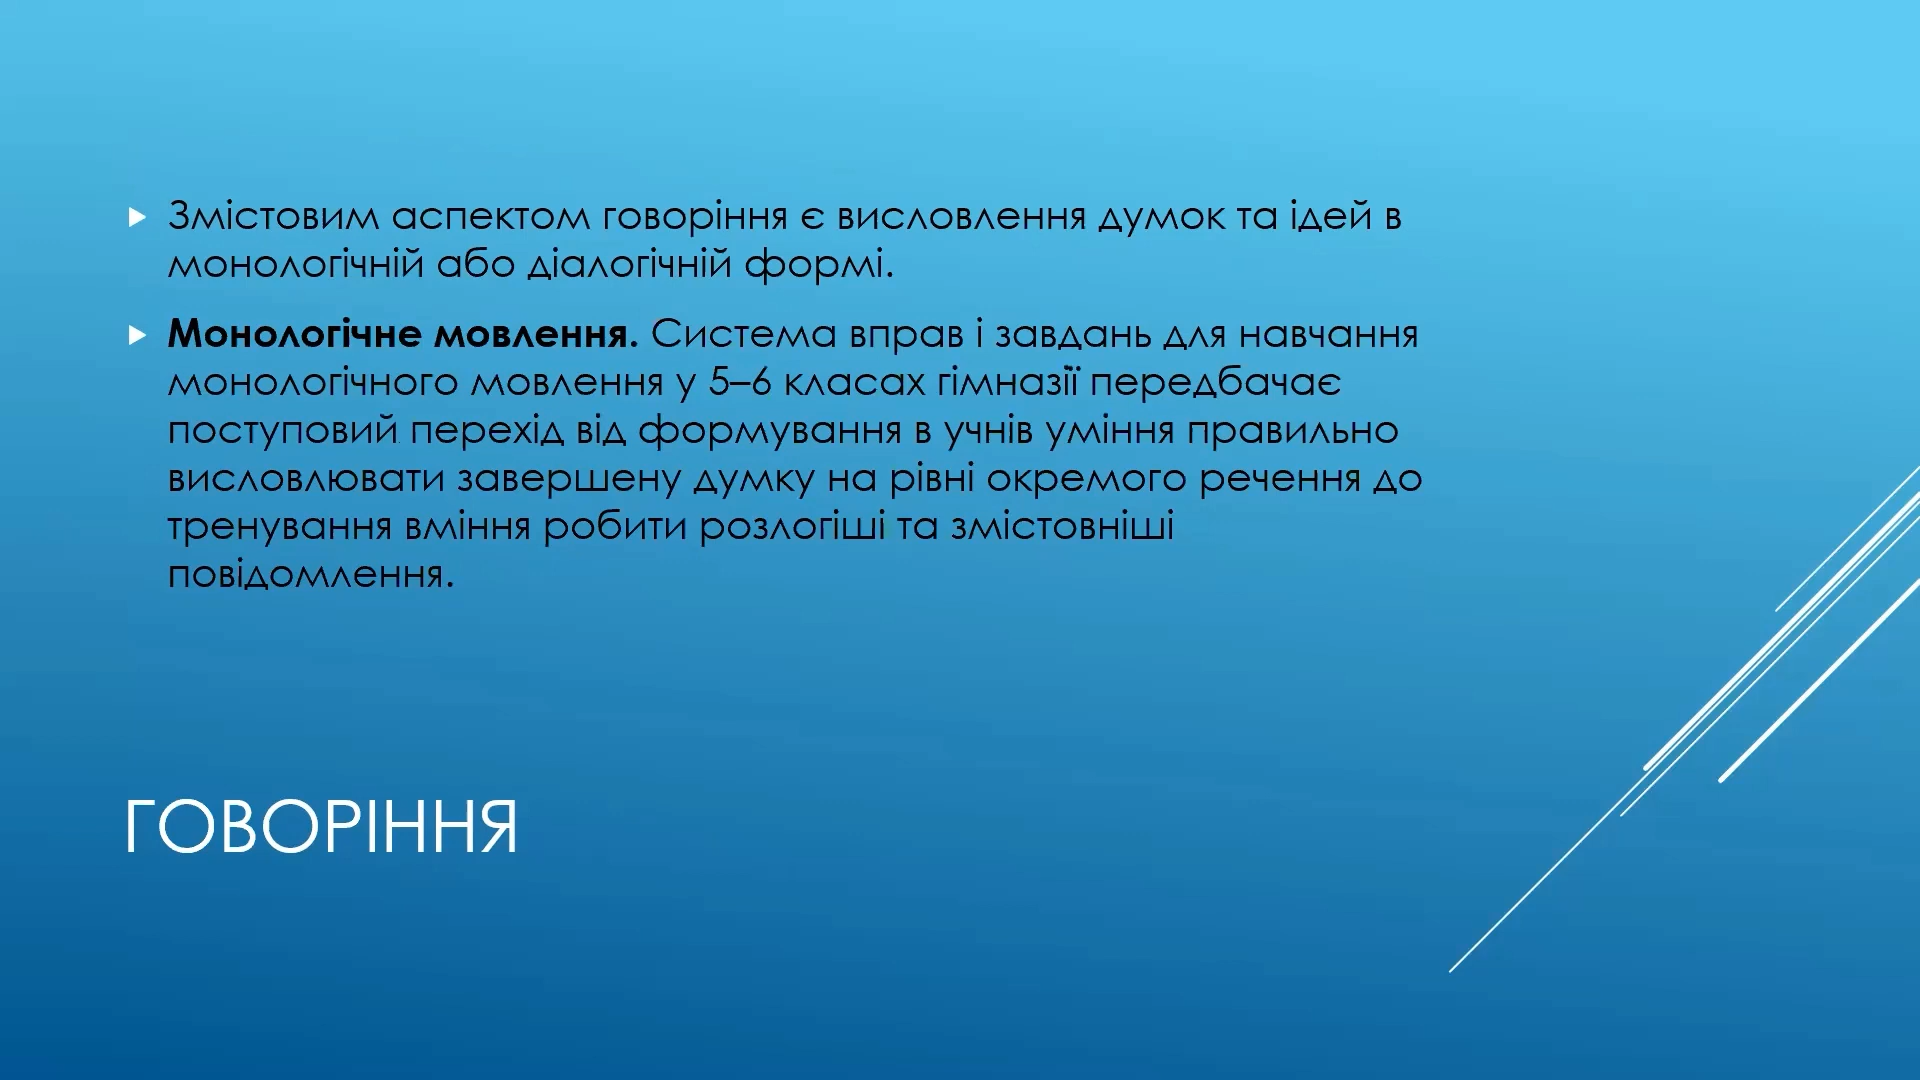 Змістовим аспектом говоріння є висловлення думок та ідей в
монологічній або діалогічній формі.
Монологічне мовлення. Система вправ і завдань для навчання
монологічного мовлення у 5–6 класах гімназії передбачає
поступовий перехід від формування в учнів уміння правильно
висловлювати завершену думку на рівні окремого речення до
тренування вміння робити розлогіші та змістовніші
повідомлення.
ГОВОРІННЯ